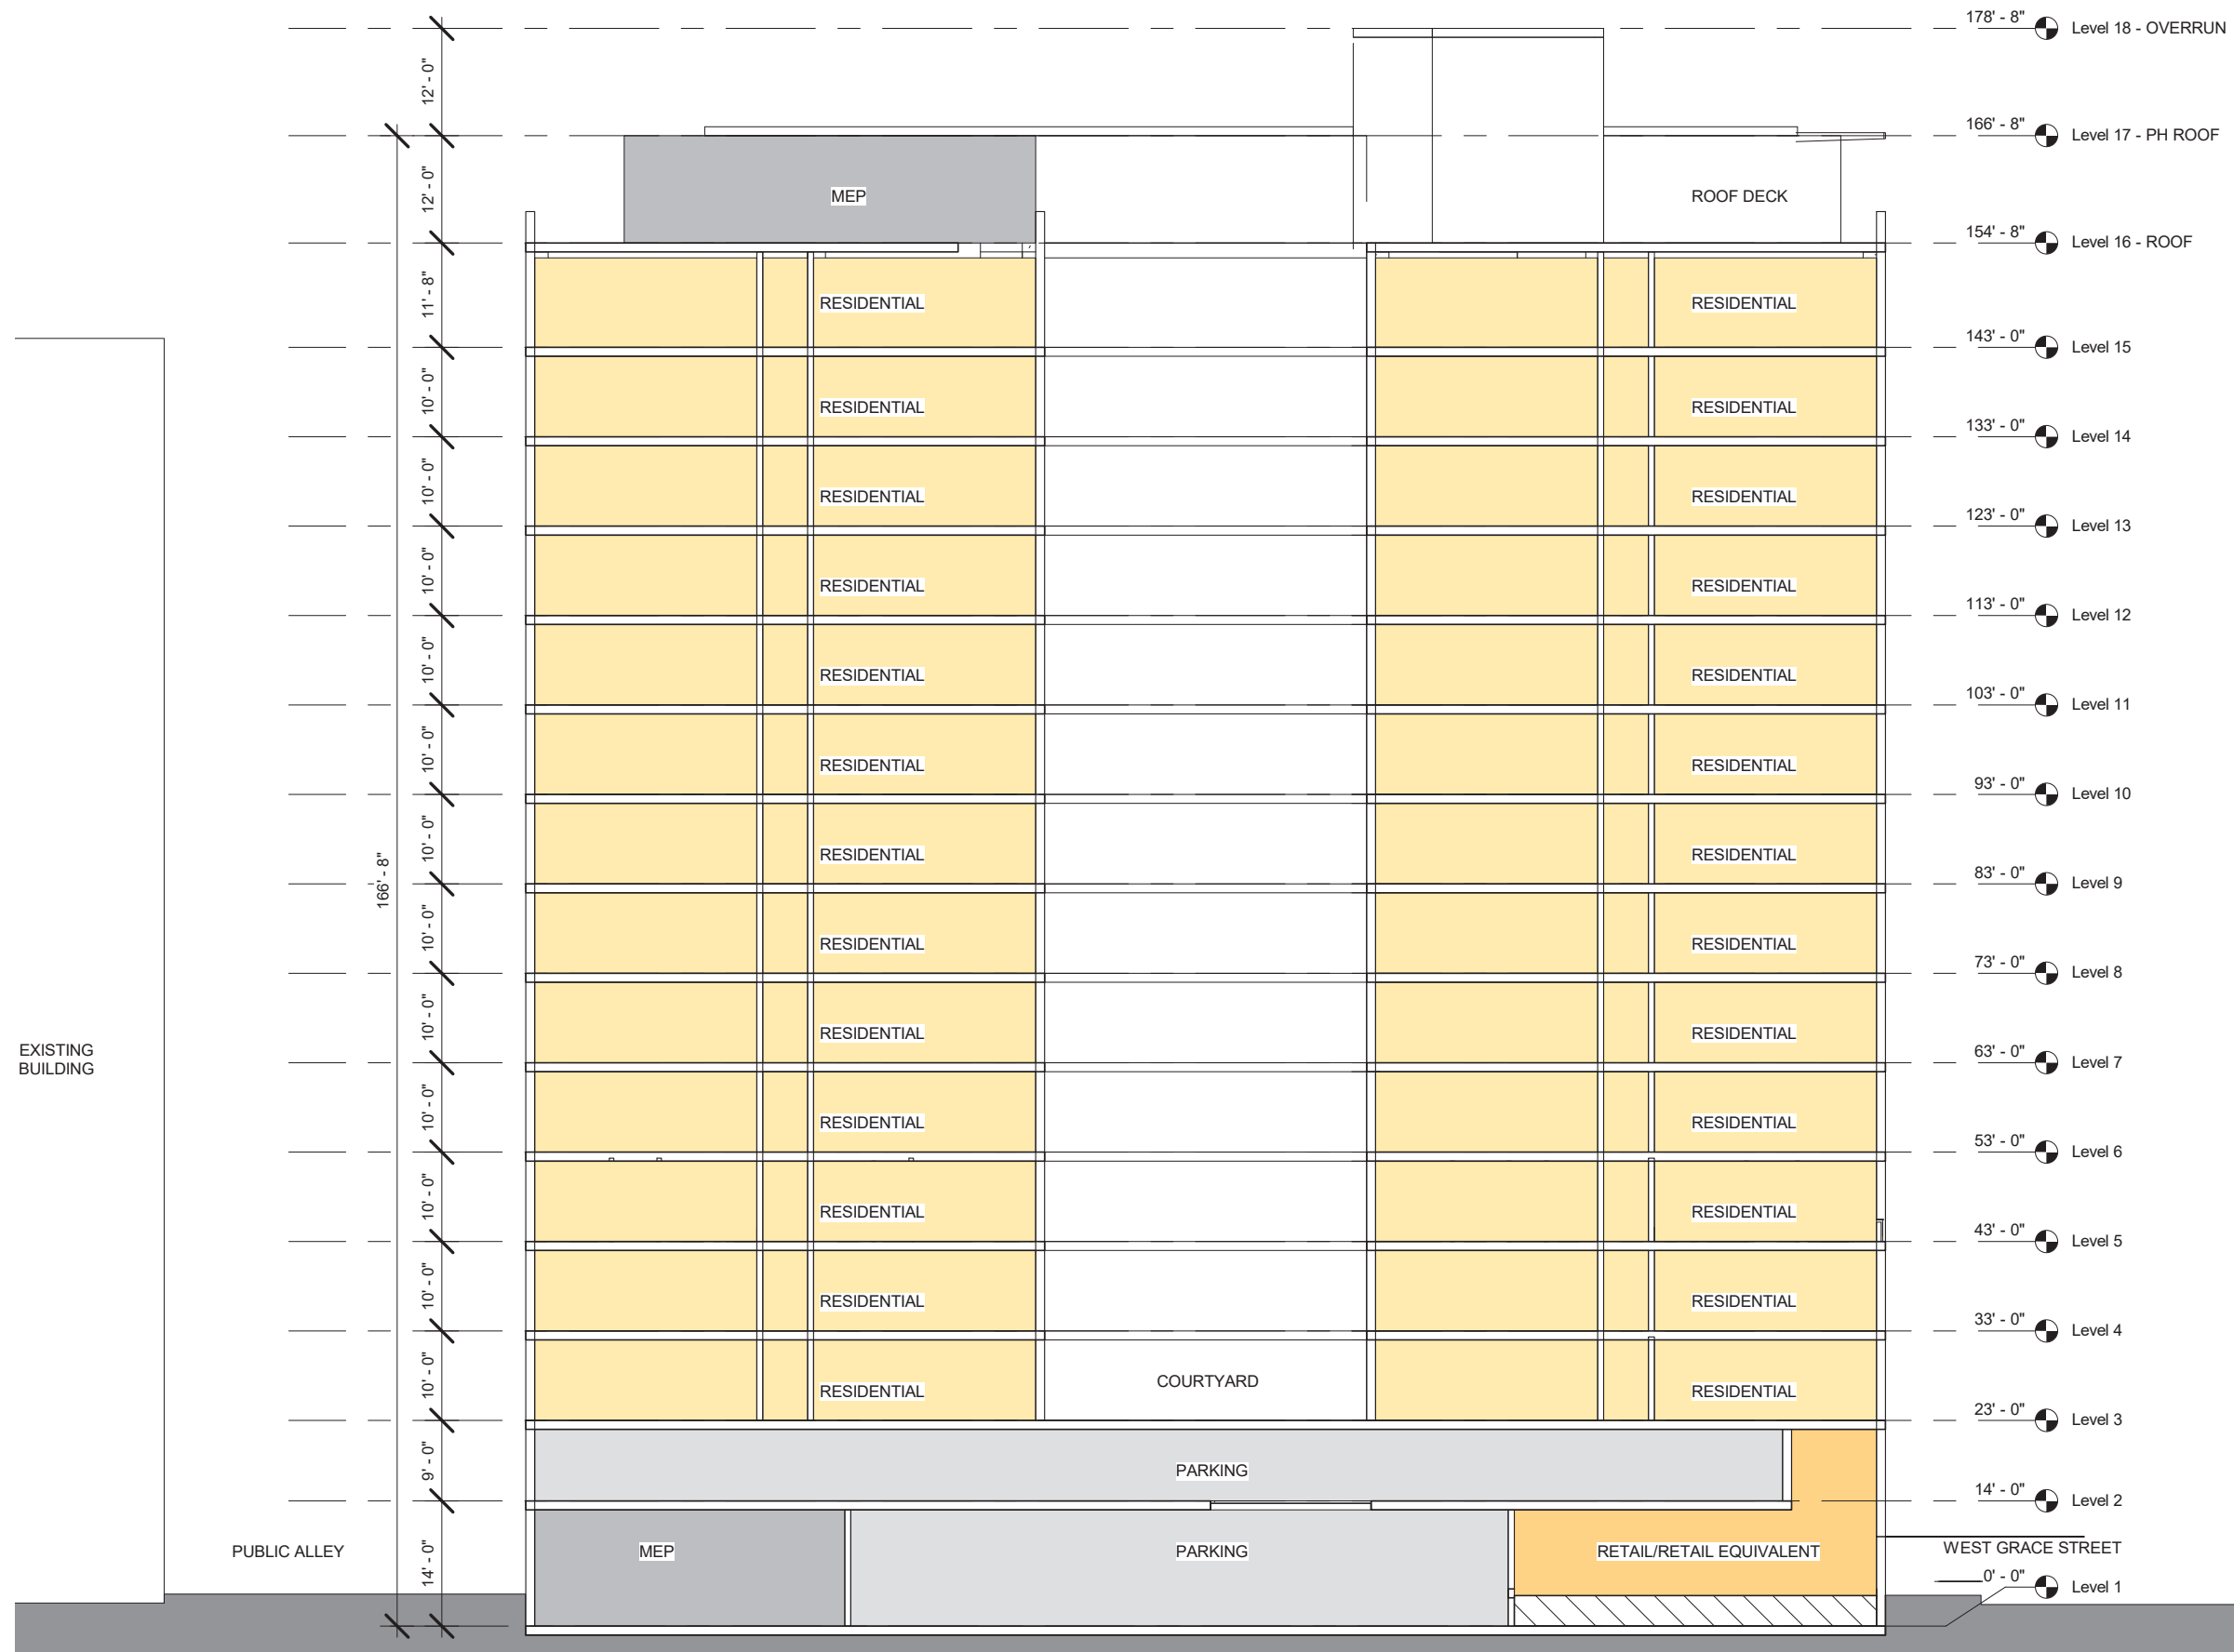 178' - 8" Level 18 - OVERRUN
12' - 0"
166' - 8" Level 17 - PH ROOF
12' - 0" MEP ROOF DECK
154' - 8" Level 16 - ROOF
11' - 8" RESIDENTIAL RESIDENTIAL
143' - 0" Level 15
10' - 0" RESIDENTIAL RESIDENTIAL
133' - 0" Level 14
10' - 0" RESIDENTIAL RESIDENTIAL
123' - 0" Level 13
10' - 0" RESIDENTIAL RESIDENTIAL
113' - 0" Level 12
10' - 0" RESIDENTIAL RESIDENTIAL
103' - 0" Level 11
10' - 0" RESIDENTIAL RESIDENTIAL
93' - 0" Level 10
166' - 8" 10' - 0" RESIDENTIAL RESIDENTIAL
83' - 0" Level 9
10' - 0" RESIDENTIAL RESIDENTIAL
73' - 0" Level 8
10' - 0" RESIDENTIAL RESIDENTIAL
EXISTING
BUILDING
63' - 0" Level 7
10' - 0" RESIDENTIAL RESIDENTIAL
53' - 0" Level 6
10' - 0" RESIDENTIAL RESIDENTIAL
43' - 0" Level 5
10' - 0" RESIDENTIAL RESIDENTIAL
33' - 0" Level 4
10' - 0" RESIDENTIAL COURTYARD RESIDENTIAL
23' - 0" Level 3
9' - 0" PARKING
14' - 0" Level 2
PUBLIC ALLEY 14' - 0" MEP PARKING RETAIL/RETAIL EQUIVALENT WEST GRACE STREET
0' - 0" Level 1